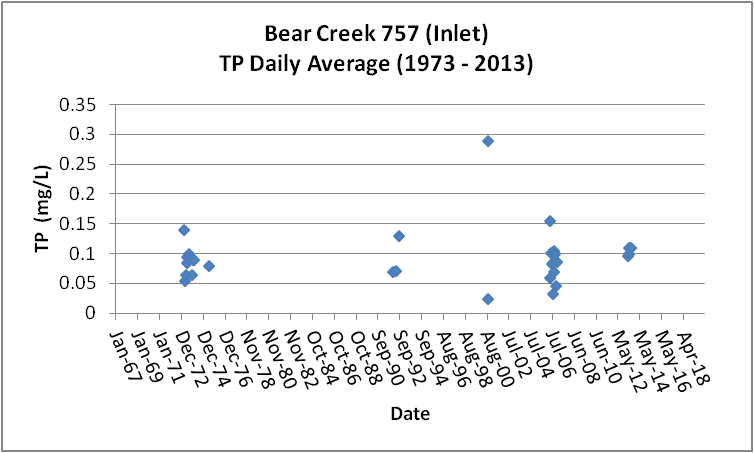 Bear Creek 757 (Inlet)
TP Daily Average (1973 - 2013)
0.35
0.3
0.25
0.2
0.15
0.1
0.05
0
TP (mg/L)
Jan-67
Jan-69
Jan-71
Dec-72
Dec-74
Dec-76
Nov-78
Nov-80
Nov-82
Oct-84
Oct-86
Oct-88
Sep-90
Sep-92
Sep-94
Aug-96
Aug-98
Aug-00
Jul-02
Jul-04
Jul-06
Jun-08
Jun-10
May-12
May-14
May-16
Apr-18
Date